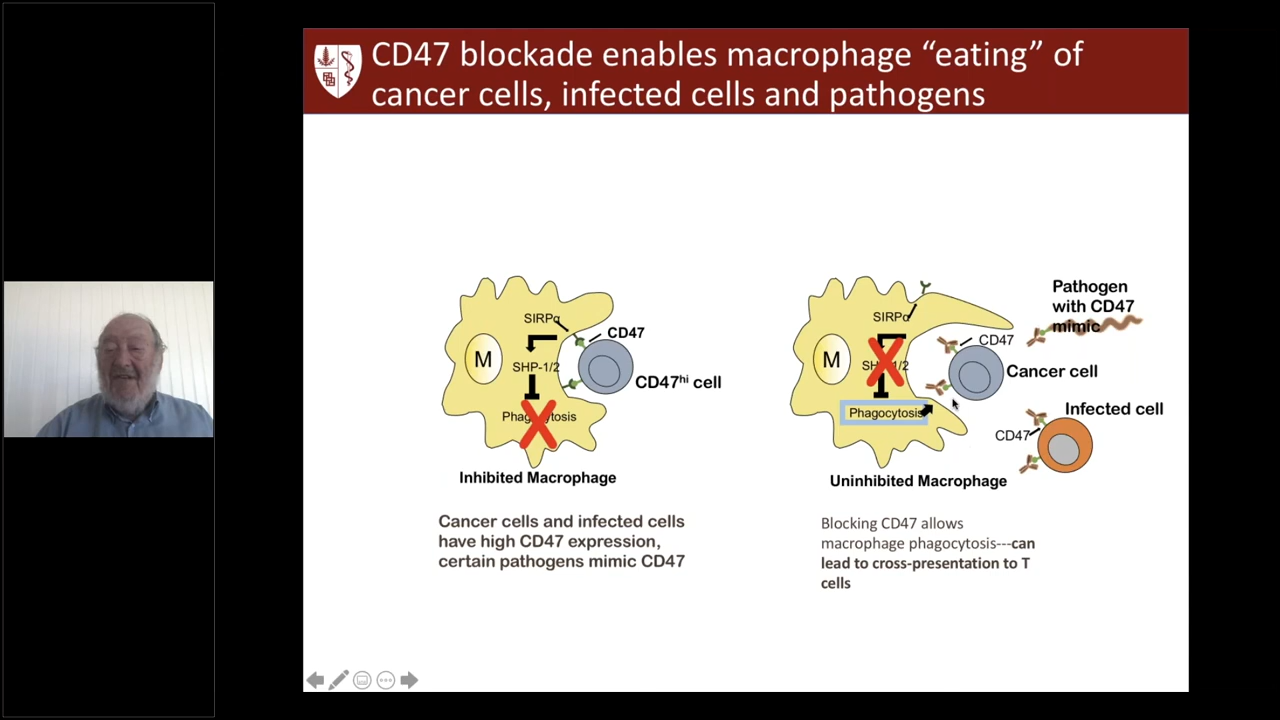 CD47 blockade enables macrophage “eating” of
cancer cells, infected cells and pathogens
SIRPα
CD47
M
SHP-1/2
CD47hi cell
Phagocytosis
Inhibited Macrophage
Cancer cells and infected cells
have high CD47 expression,
certain pathogens mimic CD47
Pathogen
with CD47
mimic
SIRPα
CD47
M
SHP-1/2
Cancer cell
Phagocytosis
Infected cell
CD47
Uninhibited Macrophage
Blocking CD47 allows
macrophage phagocytosis---can
lead to cross-presentation to T
cells